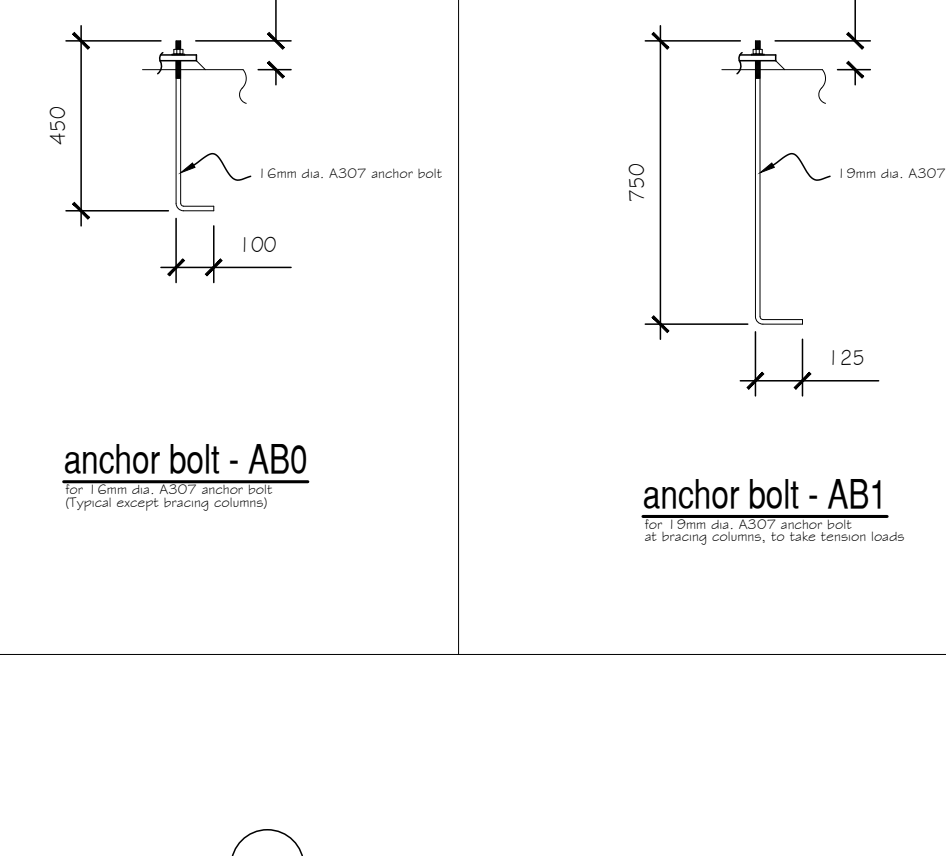 450
16mm dia. A307 anchor bolt
100
anchor bolt - AB0
for 16mm dia. A307 anchor bolt
(Typical except bracing columns)
750
19mm dia. A307
125
anchor bolt - AB1
for 19mm dia. A307 anchor bolt
at bracing columns, to take tension loads